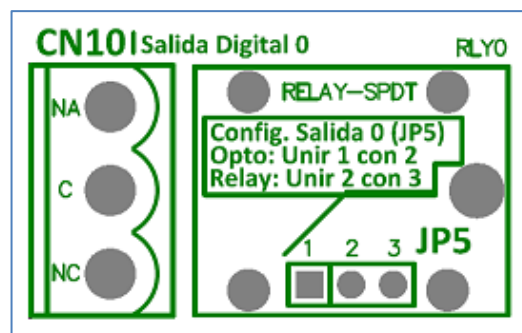 CN10 Salida Digital 0
RLY0
NA
C
NC
RELAY-SPDT
Config. Salida 0 (JP5)
Opto: Unir 1 con 2
Relay: Unir 2 con 3
1 2 3 JP5